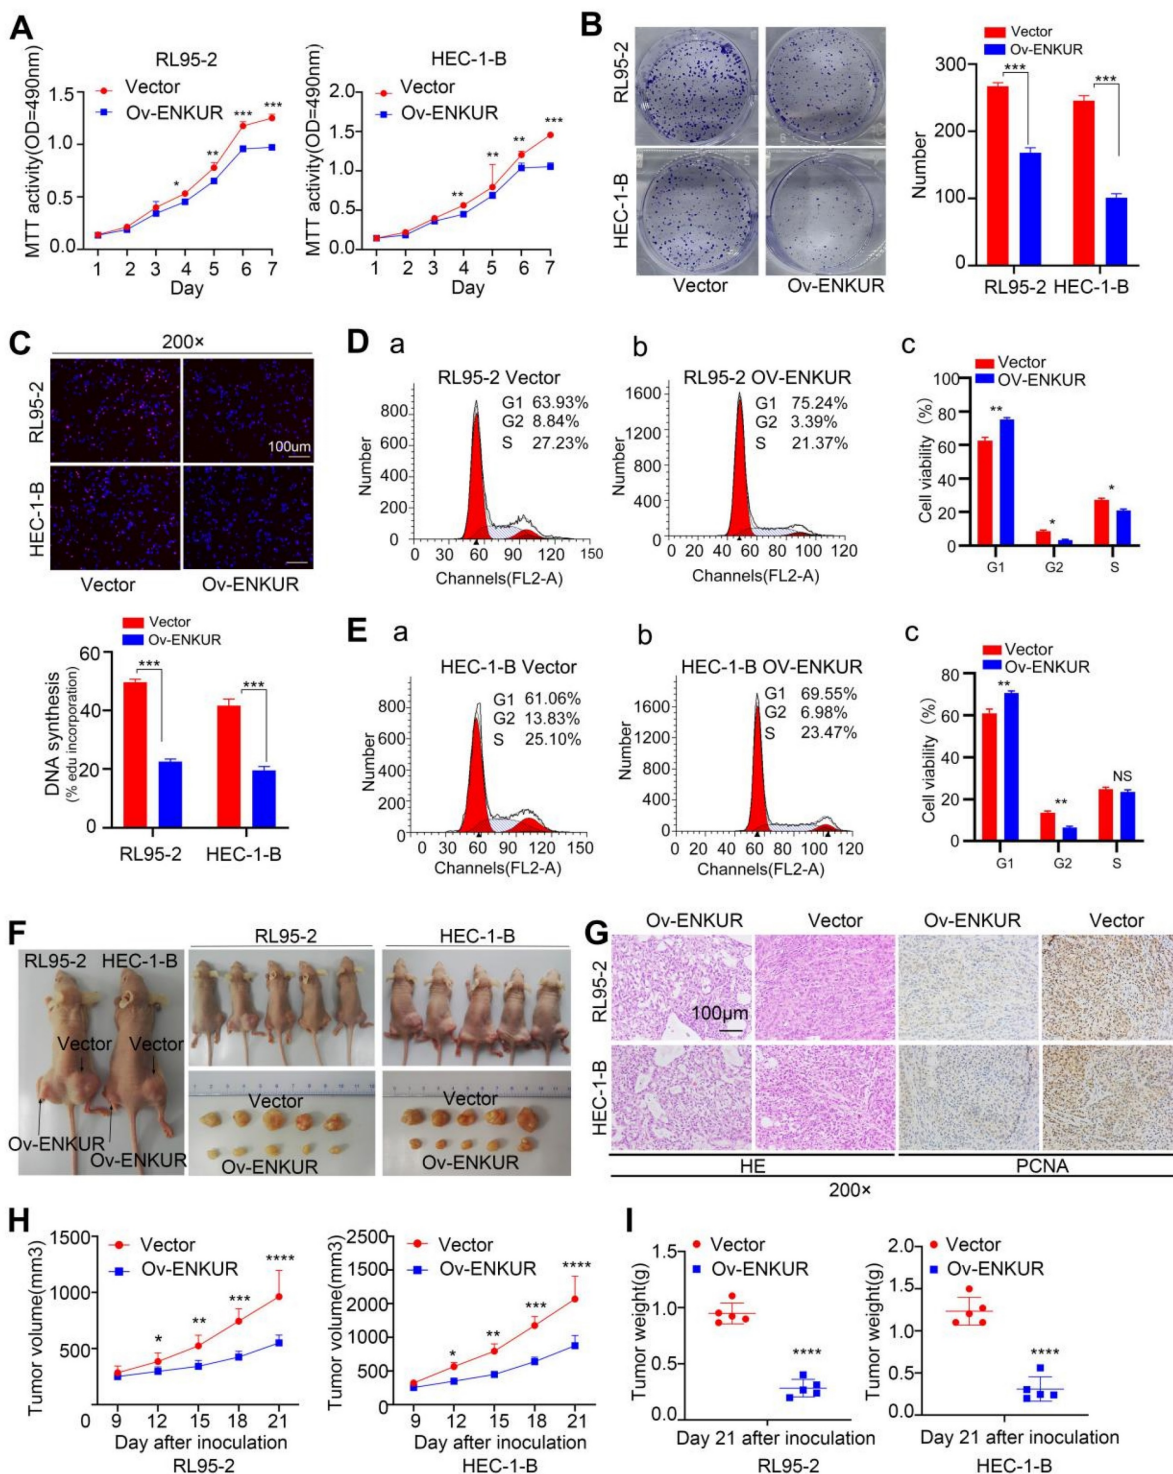 A
RL95-2
Vector
Ov-ENKUR
MTT activity(OD=490nm)
1.5
1.0
0.5
0.0
*
**
***
***
1 2 3 4 5 6 7
Day
HEC-1-B
Vector
Ov-ENKUR
MTT activity(OD=490nm)
2.0
1.5
1.0
0.5
0.0
**
**
**
***
1 2 3 4 5 6 7
Day
B
RL95-2
HEC-1-B
Vector Ov-ENKUR
Vector
Ov-ENKUR
Number
300
200
100
0
***
***
RL95-2 HEC-1-B
C
200×
RL95-2
100um
HEC-1-B
Vector Ov-ENKUR
Vector
Ov-ENKUR
DNA synthesis
(% edu incorporation)
60
40
20
0
***
***
RL95-2 HEC-1-B
D
a
RL95-2 Vector
G1 63.93%
G2 8.84%
S 27.23%
Number
800
600
400
200
0
0 30 60 90 120 150
Channels(FL2-A)
b
RL95-2 OV-ENKUR
G1 75.24%
G2 3.39%
S 21.37%
Number
1600
1200
800
400
0
0 20 40 60 80 100 120
Channels(FL2-A)
c
Vector
OV-ENKUR
Cell viability (%)
100
80
60
40
20
0
**
*
*
G1 G2 S
E
a
HEC-1-B Vector
G1 61.06%
G2 13.83%
S 25.10%
Number
800
600
400
200
0
0 30 60 90 120 150
Channels(FL2-A)
b
HEC-1-B OV-ENKUR
G1 69.55%
G2 6.98%
S 23.47%
Number
1600
1200
800
400
0
0 20 40 60 80 100 120
Channels(FL2-A)
c
Vector
Ov-ENKUR
Cell viability (%)
80
60
40
20
0
**
**
NS
G1 G2 S
F
RL95-2 HEC-1-B
Vector Vector
Ov-ENKUR Ov-ENKUR
RL95-2
Vector
Ov-ENKUR
HEC-1-B
Vector
Ov-ENKUR
G
Ov-ENKUR Vector Ov-ENKUR Vector
RL95-2
100μm
HEC-1-B
HE PCNA
200×
H
Vector
Ov-ENKUR
Tumor volume(mm3)
1500
1000
500
0
*
**
***
****
9 12 15 18 21
Day after inoculation
RL95-2
Vector
Ov-ENKUR
Tumor volume(mm3)
2500
2000
1000
500
0
*
**
***
****
9 12 15 18 21
Day after inoculation
HEC-1-B
I
Vector
Ov-ENKUR
Tumor weight(g)
1.5
1.0
0.5
0.0
****
Day 21 after inoculation
RL95-2
Vector
Ov-ENKUR
Tumor weight(g)
2.0
1.5
1.0
0.5
0.0
****
Day 21 after inoculation
HEC-1-B